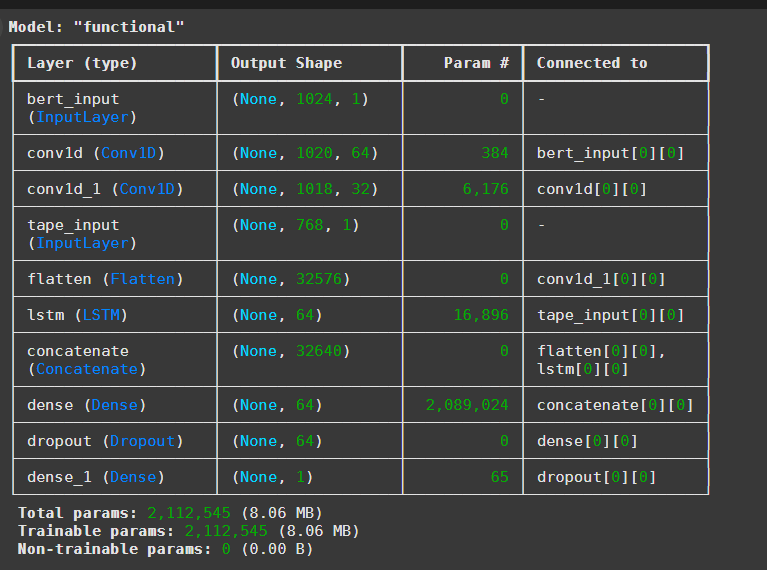 Model: "functional"
Layer (type) Output Shape Param # Connected to
bert_input (None, 1024, 1) 0 -
(InputLayer)
conv1d (Conv1D) (None, 1020, 64) 384 bert_input[0][0]
conv1d_1 (Conv1D) (None, 1018, 32) 6,176 conv1d[0][0]
tape_input (None, 768, 1) 0 -
(InputLayer)
flatten (Flatten) (None, 32576) 0 conv1d_1[0][0]
lstm (LSTM) (None, 64) 16,896 tape_input[0][0]
concatenate (None, 32640) 0 flatten[0][0],
(Concatenate) lstm[0][0]
dense (Dense) (None, 64) 2,089,024 concatenate[0][0]
dropout (Dropout) (None, 64) 0 dense[0][0]
dense_1 (Dense) (None, 1) 65 dropout[0][0]
Total params: 2,112,545 (8.06 MB)
Trainable params: 2,112,545 (8.06 MB)
Non-trainable params: 0 (0.00 B)